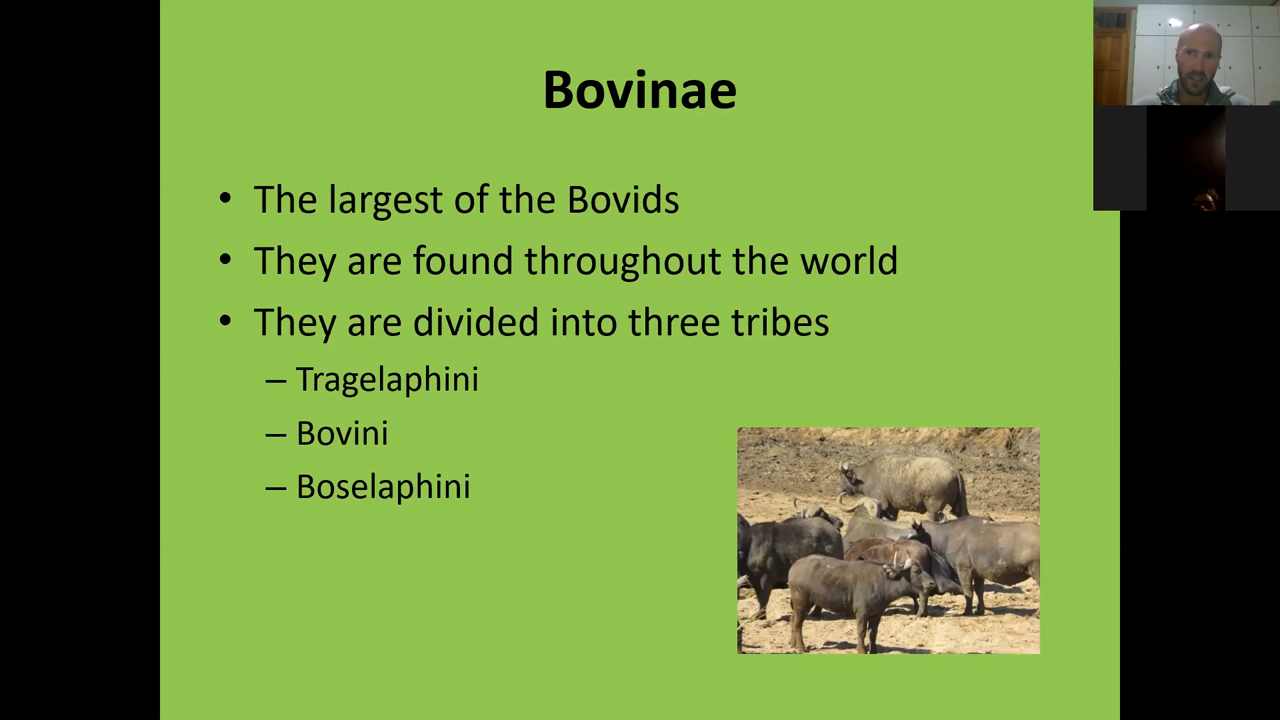 Bovinae
• The largest of the Bovids
• They are found throughout the world
• They are divided into three tribes
– Tragelaphini
– Bovini
– Boselaphini